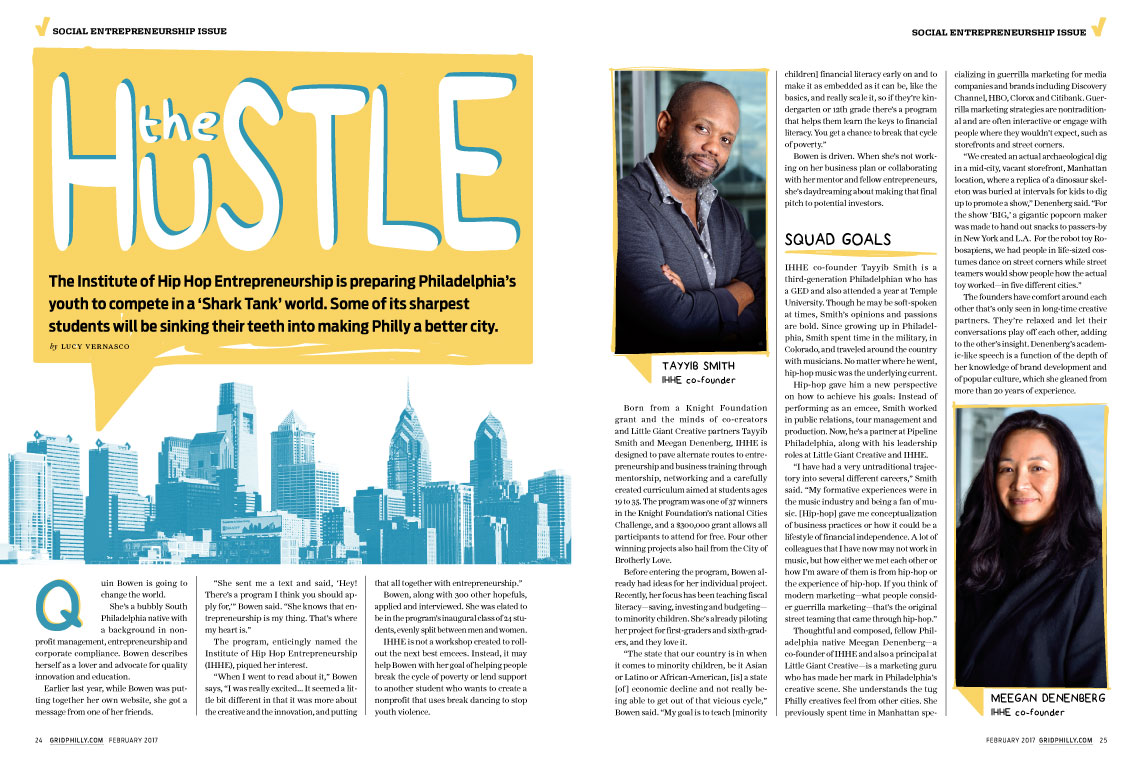 SOCIAL ENTREPRENEURSHIP ISSUE
the
HuSTLE
The Institute of Hip Hop Entrepreneurship is preparing Philadelphia's
youth to compete in a ‘Shark Tank’ world. Some of its sharpest
students will be sinking their teeth into making Philly a better city.
by LUCY VERNASCO
Quin Bowen is going to
change the world.
She's a bubbly South
Philadelphia native with
a background in non-
profit management, entrepreneurship and
corporate compliance. Bowen describes
herself as a lover and advocate for quality
innovation and education.
Earlier last year, while Bowen was put-
ting together her own website, she got a
message from one of her friends.
"She sent me a text and said, ‘Hey!
There's a program I think you should ap-
ply for,’" Bowen said. "She knows that en-
trepreneurship is my thing. That's where
my heart is."
The program, enticingly named the
Institute of Hip Hop Entrepreneurship
(IHHE), piqued her interest.
"When I went to read about it," Bowen
says, "I was really excited... It seemed a lit-
tle bit different in that it was more about
the creative and the innovation, and putting
that all together with entrepreneurship."
Bowen, along with 300 other hopefuls,
applied and interviewed. She was elated to
be in the program's inaugural class of 24 stu-
dents, evenly split between men and women.
IHHE is not a workshop created to roll-
out the next best emcees. Instead, it may
help Bowen with her goal of helping people
break the cycle of poverty or lend support
to another student who wants to create a
nonprofit that uses break dancing to stop
youth violence.
24 GRIDPHILLY.COM FEBRUARY 2017
SOCIAL ENTREPRENEURSHIP ISSUE
TAYYIB SMITH
IHHE co-founder
Born from a Knight Foundation
grant and the minds of co-creators
and Little Giant Creative partners Tayyib
Smith and Meegan Denenberg, IHHE is
designed to pave alternate routes to entre-
preneurship and business training through
mentorship, networking and a carefully
created curriculum aimed at students ages
19 to 35. The program was one of 37 winners
in the Knight Foundation's national Cities
Challenge, and a $300,000 grant allows all
participants to attend for free. Four other
winning projects also hail from the City of
Brotherly Love.
Before entering the program, Bowen al-
ready had ideas for her individual project.
Recently, her focus has been teaching fiscal
literacy—saving, investing and budgeting—
to minority children. She's already piloting
her project for first-graders and sixth-grad-
ers, and they love it.
"The state that our country is in when
it comes to minority children, be it Asian
or Latino or African-American, [is] a state
[of] economic decline and not really be-
ing able to get out of that vicious cycle,"
Bowen said. "My goal is to teach [minority
children] financial literacy early on and to
make it as embedded as it can be, like the
basics, and really scale it, so if they're kin-
dergarten or 12th grade there's a program
that helps them learn the keys to financial
literacy. You get a chance to break that cycle
of poverty."
Bowen is driven. When she's not work-
ing on her business plan or collaborating
with her mentor and fellow entrepreneurs,
she's daydreaming about making that final
pitch to potential investors.
SQUAD GOALS
IHHE co-founder Tayyib Smith is a
third-generation Philadelphian who has
a GED and also attended a year at Temple
University. Though he may be soft-spoken
at times, Smith's opinions and passions
are bold. Since growing up in Philadel-
phia, Smith spent time in the military, in
Colorado, and traveled around the country
with musicians. No matter where he went,
hip-hop music was the underlying current.
Hip-hop gave him a new perspective
on how to achieve his goals: Instead of
performing as an emcee, Smith worked
in public relations, tour management and
production. Now, he's a partner at Pipeline
Philadelphia, along with his leadership
roles at Little Giant Creative and IHHE.
"I have had a very untraditional trajec-
tory into several different careers," Smith
said. "My formative experiences were in
the music industry and being a fan of mu-
sic. [Hip-hop] gave me conceptualization
of business practices or how it could be a
lifestyle of financial independence. A lot of
colleagues that I have now may not work in
music, but how either we met each other or
how I'm aware of them is from hip-hop or
the experience of hip-hop. If you think of
modern marketing—what people consid-
er guerrilla marketing—that's the original
street teaming that came through hip-hop."
Thoughtful and composed, fellow Phil-
adelphia native Meegan Denenberg—a
co-founder of IHHE and also a principal at
Little Giant Creative—is a marketing guru
who has made her mark in Philadelphia's
creative scene. She understands the tug
Philly creatives feel from other cities. She
previously spent time in Manhattan spe-
cializing in guerrilla marketing for media
companies and brands including Discovery
Channel, HBO, Clorox and Citibank. Guer-
rilla marketing strategies are nontradition-
al and are often interactive or engage with
people where they wouldn't expect, such as
storefronts and street corners.
"We created an actual archaeological dig
in a mid-city, vacant storefront, Manhattan
location, where a replica of a dinosaur skel-
eton was buried at intervals for kids to dig
up to promote a show," Denenberg said. "For
the show ‘BIG,’ a gigantic popcorn maker
was made to hand out snacks to passers-by
in New York and L.A. For the robot toy Ro-
bosapiens, we had people in life-sized cos-
tumes dance on street corners while street
teamers would show people how the actual
toy worked—in five different cities."
The founders have comfort around each
other that's only seen in long-time creative
partners. They're relaxed and let their
conversations play off each other, adding
to the other's insight. Denenberg's academ-
ic-like speech is a function of the depth of
her knowledge of brand development and
of popular culture, which she gleaned from
more than 20 years of experience.
MEEGAN DENENBERG
IHHE co-founder
FEBRUARY 2017 GRIDPHILLY.COM 25